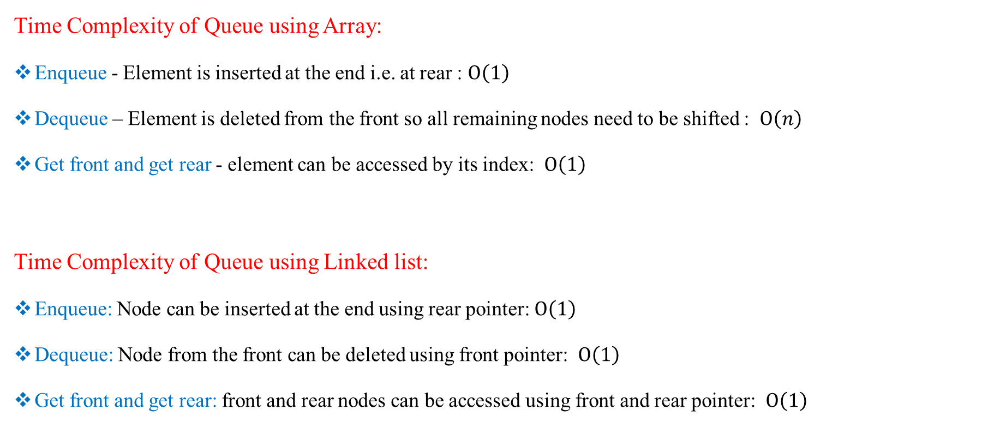 Time Complexity of Queue using Array:
❖ Enqueue - Element is inserted at the end i.e. at rear : O(1)
❖ Dequeue – Element is deleted from the front so all remaining nodes need to be shifted : O(n)
❖ Get front and get rear - element can be accessed by its index: O(1)
Time Complexity of Queue using Linked list:
❖ Enqueue: Node can be inserted at the end using rear pointer: O(1)
❖ Dequeue: Node from the front can be deleted using front pointer: O(1)
❖ Get front and get rear: front and rear nodes can be accessed using front and rear pointer: O(1)